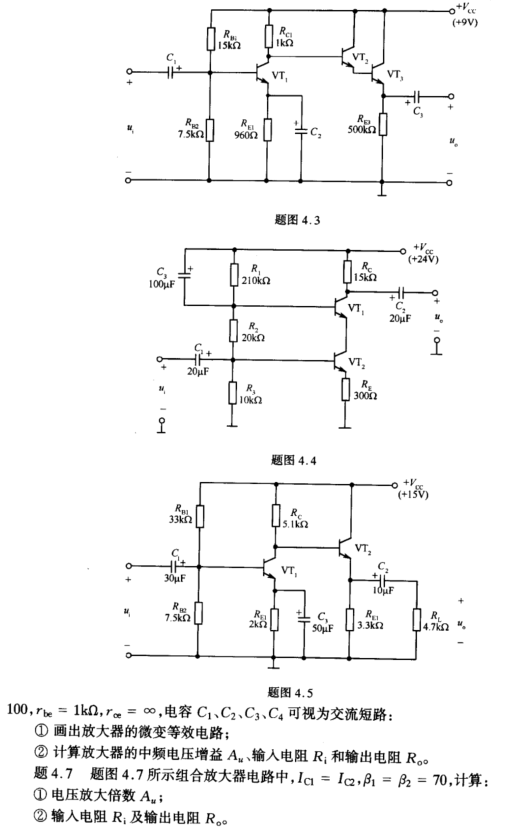 +V_CC
(+9V)
R_B1
15kΩ
R_C1
1kΩ
C_1
+
VT_1
VT_2
VT_3
+
u_i
−
R_B2
7.5kΩ
R_E1
960Ω
+
C_2
R_E3
500kΩ
+
C_3
+
u_o
−
题图 4.3
+V_CC
(+24V)
C_3
100μF
+
R_1
210kΩ
R_C
15kΩ
+
C_2
20μF
VT_1
+
u_o
−
R_2
20kΩ
C_1
+
20μF
VT_2
+
u_i
−
R_3
10kΩ
R_E
300Ω
题图 4.4
+V_CC
(+15V)
R_B1
33kΩ
R_C
5.1kΩ
C_1
+
30μF
VT_1
VT_2
C_2
+
10μF
+
u_i
−
R_B2
7.5kΩ
R_E1
2kΩ
+
C_3
50μF
R_E1
3.3kΩ
R_L
4.7kΩ
+
u_o
−
题图 4.5
100, r_be = 1kΩ, r_ce = ∞, 电容 C_1、C_2、C_3、C_4 可视为交流短路:
① 画出放大器的微变等效电路;
② 计算放大器的中频电压增益 A_u、输入电阻 R_i 和输出电阻 R_o。
题 4.7 题图 4.7 所示组合放大器电路中, I_C1 = I_C2, β_1 = β_2 = 70, 计算:
① 电压放大倍数 A_u;
② 输入电阻 R_i 及输出电阻 R_o。